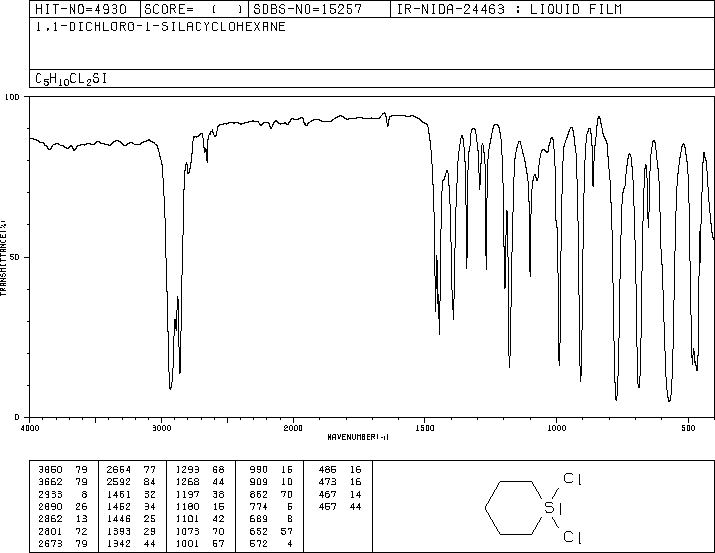 HIT-NO=4930 SCORE= ( ) SDBS-NO=15257 IR-NIDA-24463 : LIQUID FILM
1,1-DICHLORO-1-SILACYCLOHEXANE
C5H10CL2SI
100
50
0
TRANSMITTANCE(%)
4000 3000 2000 1500 1000 500
WAVENUMBER(-1)
3860 79 2664 77 1293 68 990 15 486 16
3662 79 2592 84 1268 44 909 10 473 16
2933 8 1461 32 1197 38 862 70 467 14
2890 26 1452 34 1180 15 774 5 457 44
2862 13 1446 25 1101 42 689 8
2801 72 1393 29 1073 70 652 57
2673 79 1342 44 1001 57 572 4
Cl
Si
Cl